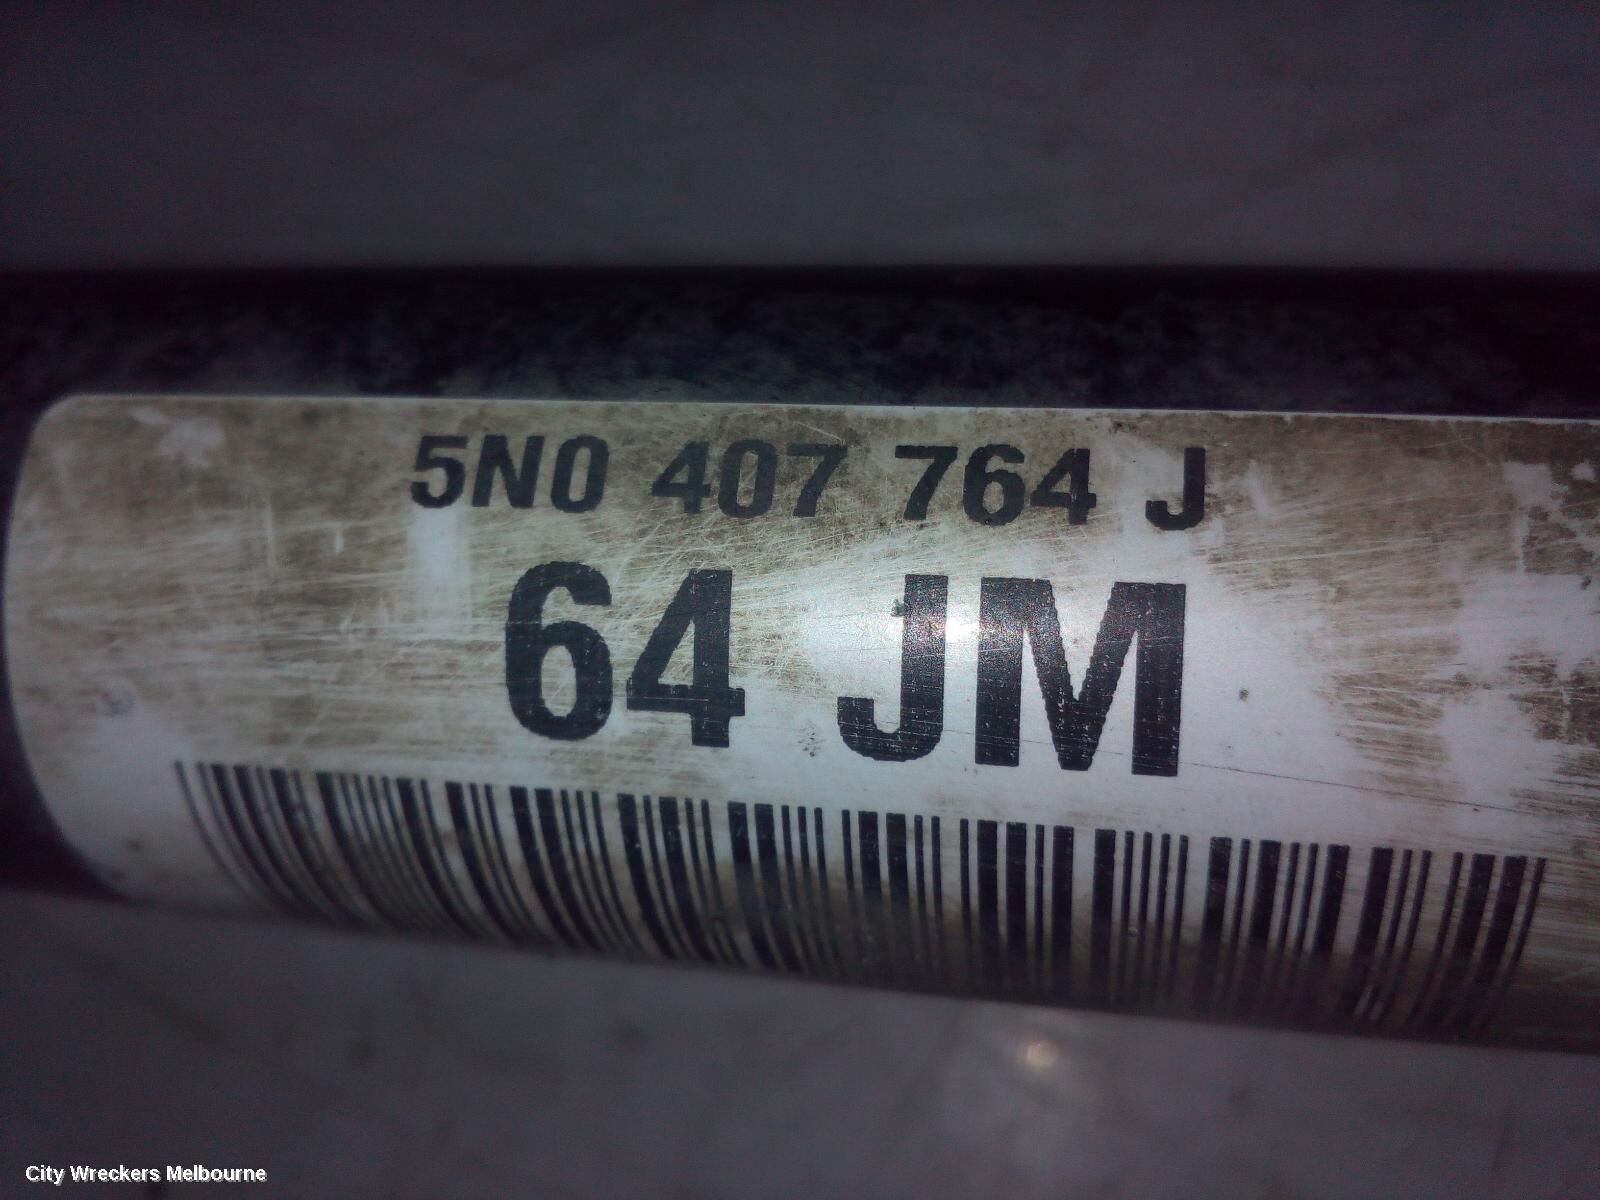 5N0 407 764 J
64 JM
City Wreckers Melbourne